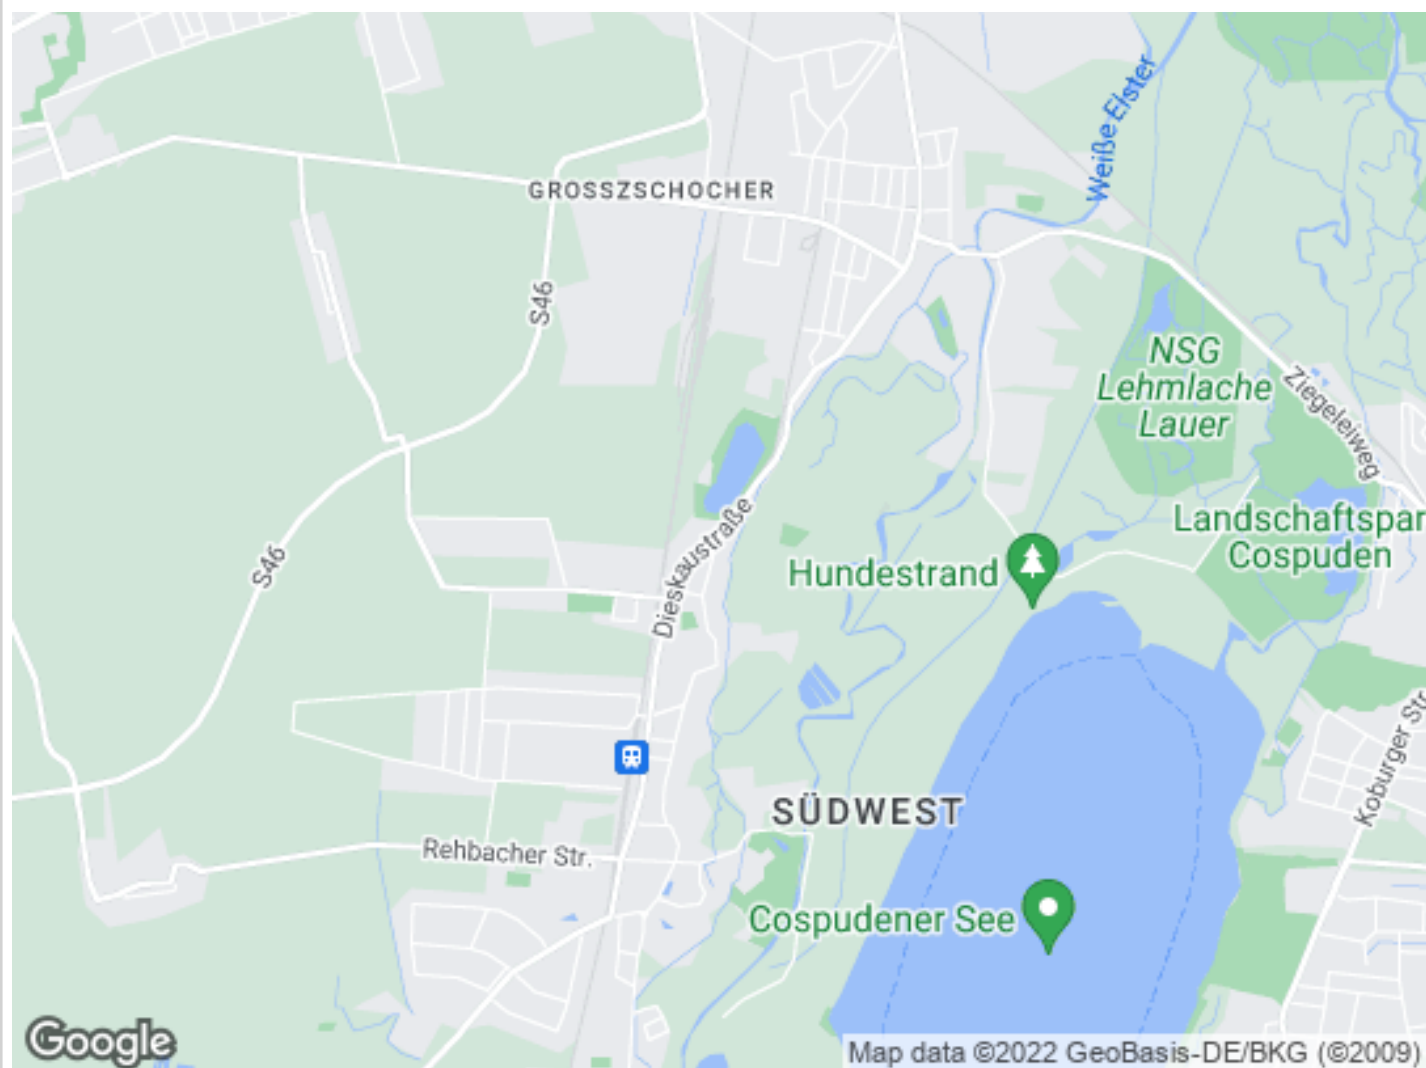 Weiße Elster
GROSSZSCHOCHER
S46
NSG
Lehmlache
Lauer
Ziegeleiweg
Dieskaustraße
Landschaftspar
Cospuden
S46
Hundestrand
Koburger Str
SÜDWEST
Rehbacher Str.
Cospudener See
Google
Map data ©2022 GeoBasis-DE/BKG (©2009)